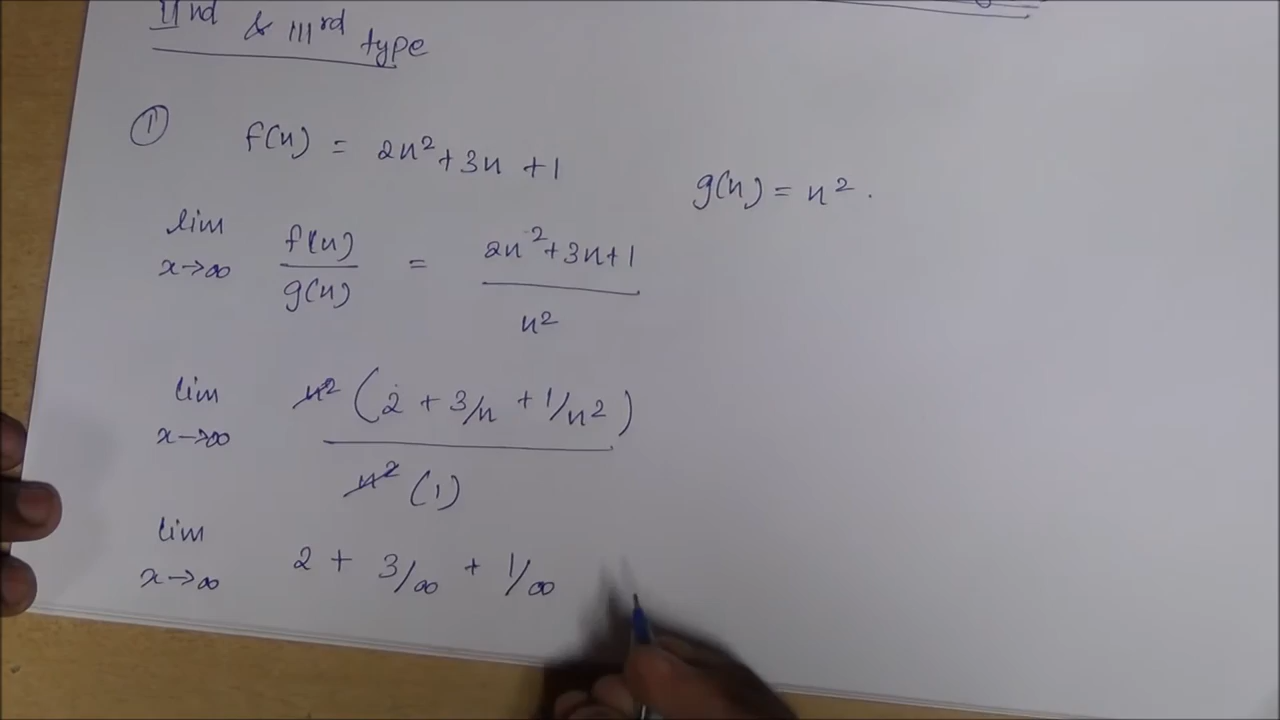 IInd & IIIrd type
① f(n) = 2n² + 3n + 1
g(n) = n².
lim x→∞ f(n)/g(n) = 2n² + 3n + 1 / n²
lim x→∞ n² (2 + 3/n + 1/n²) / n² (1)
lim x→∞ 2 + 3/∞ + 1/∞